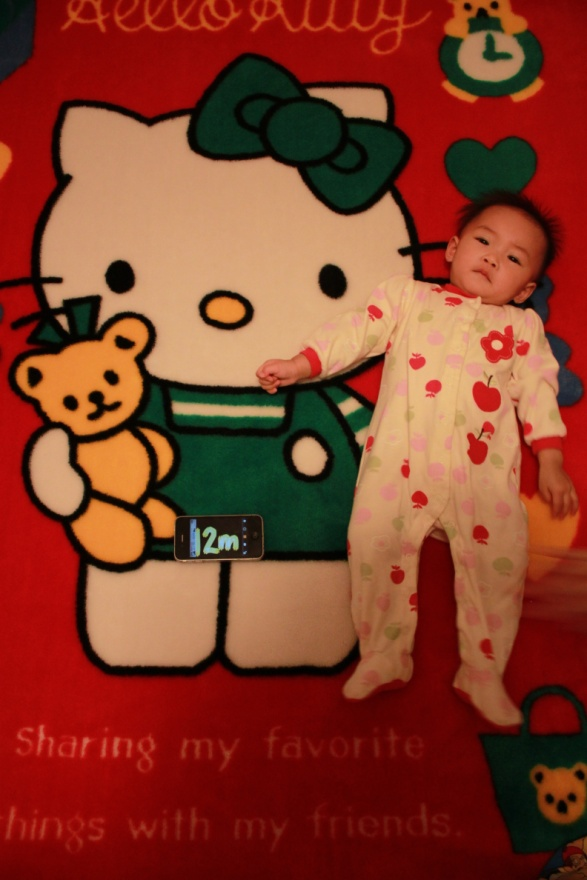 Hello Kitty
12m
Sharing my favorite
things with my friends.